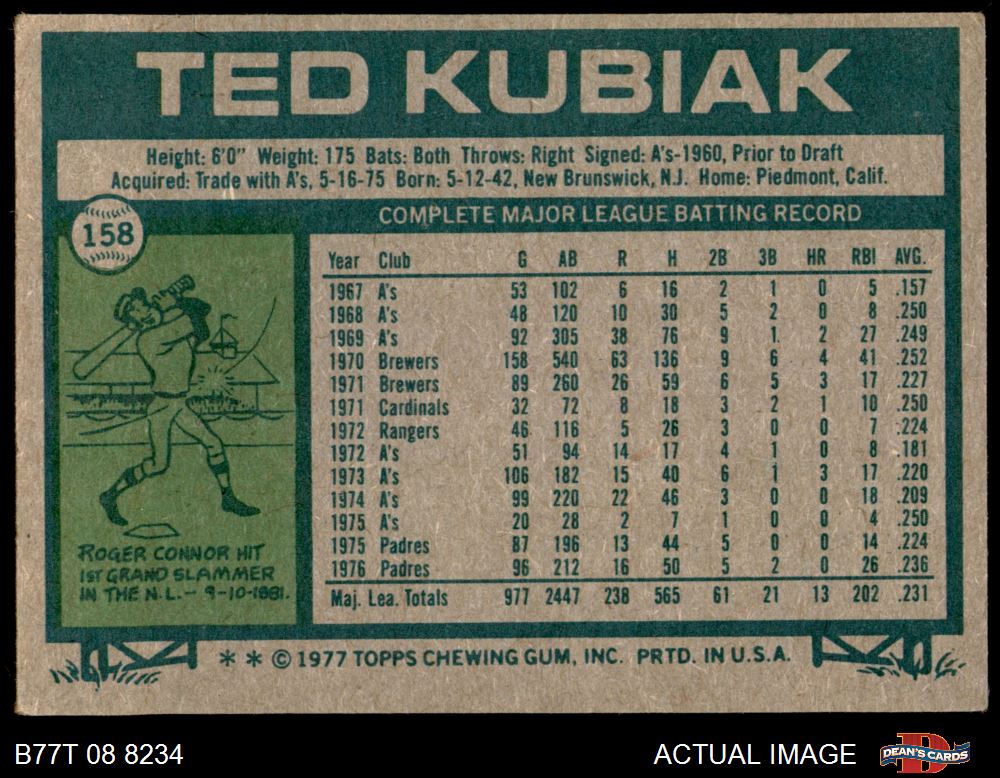 TED KUBIAK
Height: 6'0" Weight: 175 Bats: Both Throws: Right Signed: A's-1960, Prior to Draft
Acquired: Trade with A's, 5-16-75 Born: 5-12-42, New Brunswick, N.J. Home: Piedmont, Calif.
158
COMPLETE MAJOR LEAGUE BATTING RECORD
Year Club G AB R H 2B 3B HR RBI AVG.
1967 A's 53 102 6 16 2 1 0 5 .157
1968 A's 48 120 10 30 5 2 0 8 .250
1969 A's 92 305 38 76 9 1. 2 27 .249
1970 Brewers 158 540 63 136 9 6 4 41 .252
1971 Brewers 89 260 26 59 6 5 3 17 .227
1971 Cardinals 32 72 8 18 3 2 1 10 .250
1972 Rangers 46 116 5 26 3 0 0 7 .224
1972 A's 51 94 14 17 4 1 0 8 .181
1973 A's 106 182 15 40 6 1 3 17 .220
1974 A's 99 220 22 46 3 0 0 18 .209
1975 A's 20 28 2 7 1 0 0 4 .250
1975 Padres 87 196 13 44 5 0 0 14 .224
1976 Padres 96 212 16 50 5 2 0 26 .236
Maj. Lea. Totals 977 2447 238 565 61 21 13 202 .231
ROGER CONNOR HIT
1ST GRAND SLAMMER
IN THE N.L.- 9-10-1881.
* * © 1977 TOPPS CHEWING GUM, INC. PRTD. IN U.S.A.
B77T 08 8234
ACTUAL IMAGE
DEAN'S CARDS